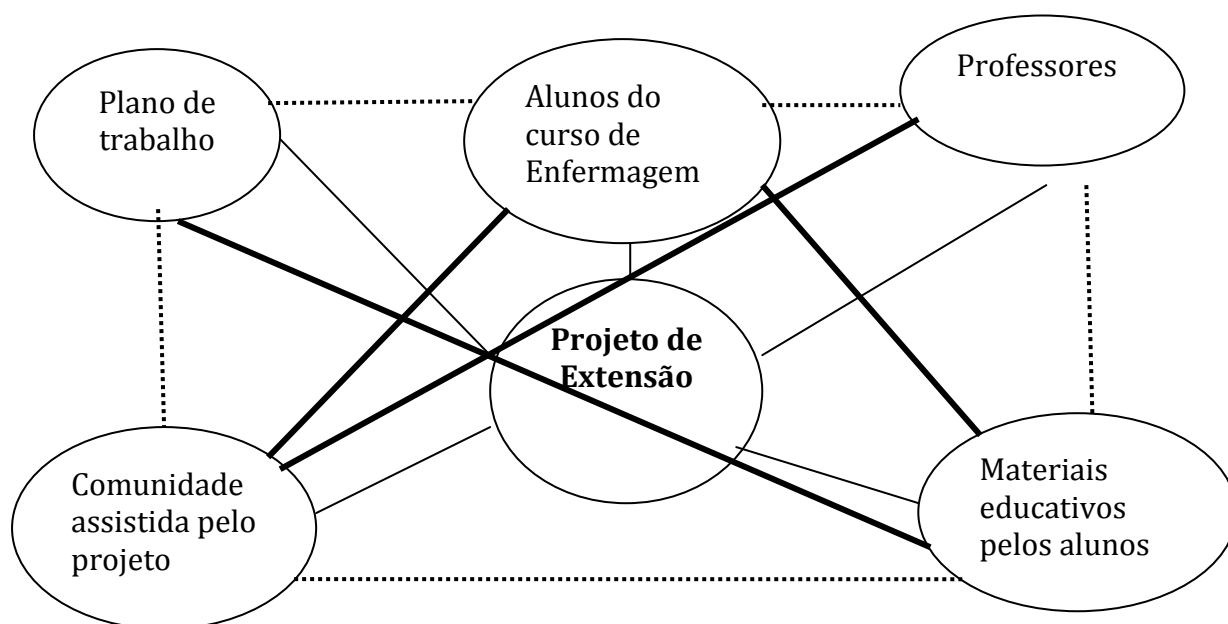 Plano de
trabalho
Alunos do
curso de
Enfermagem
Professores
Projeto de
Extensão
Comunidade
assistida pelo
projeto
Materiais
educativos
pelos alunos